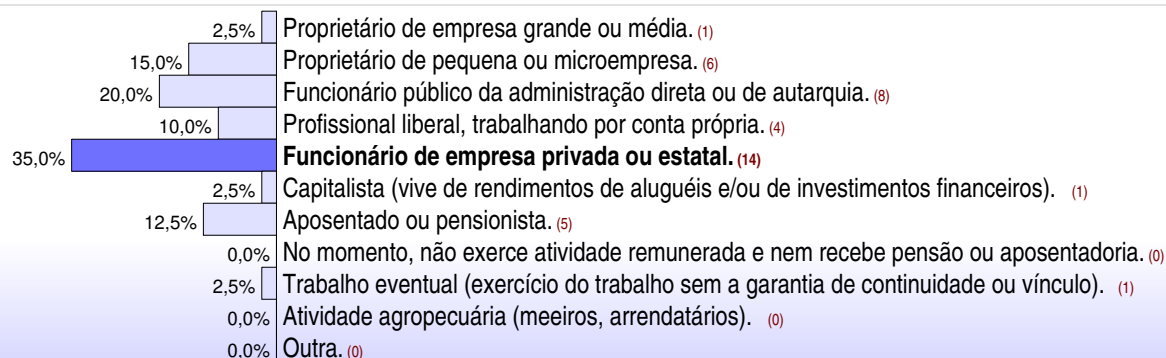 2,5% Proprietário de empresa grande ou média. (1)
15,0% Proprietário de pequena ou microempresa. (6)
20,0% Funcionário público da administração direta ou de autarquia. (8)
10,0% Profissional liberal, trabalhando por conta própria. (4)
35,0% Funcionário de empresa privada ou estatal. (14)
2,5% Capitalista (vive de rendimentos de aluguéis e/ou de investimentos financeiros). (1)
12,5% Aposentado ou pensionista. (5)
0,0% No momento, não exerce atividade remunerada e nem recebe pensão ou aposentadoria. (0)
2,5% Trabalho eventual (exercício do trabalho sem a garantia de continuidade ou vínculo). (1)
0,0% Atividade agropecuária (meeiros, arrendatários). (0)
0,0% Outra. (0)